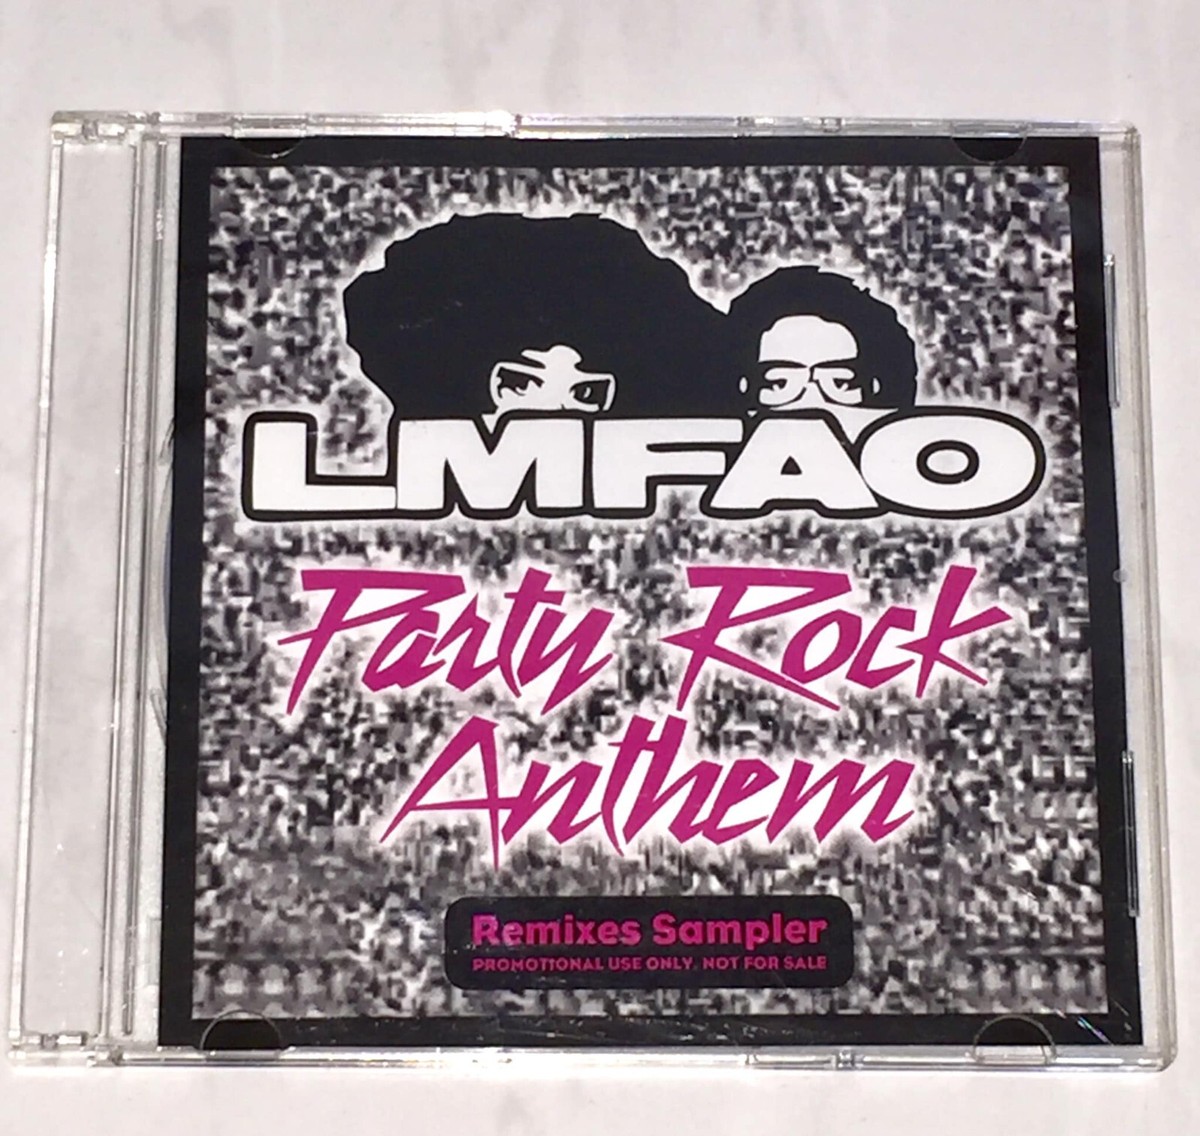 LMFAO
Party Rock
Anthem
Remixes Sampler
PROMOTIONAL USE ONLY. NOT FOR SALE